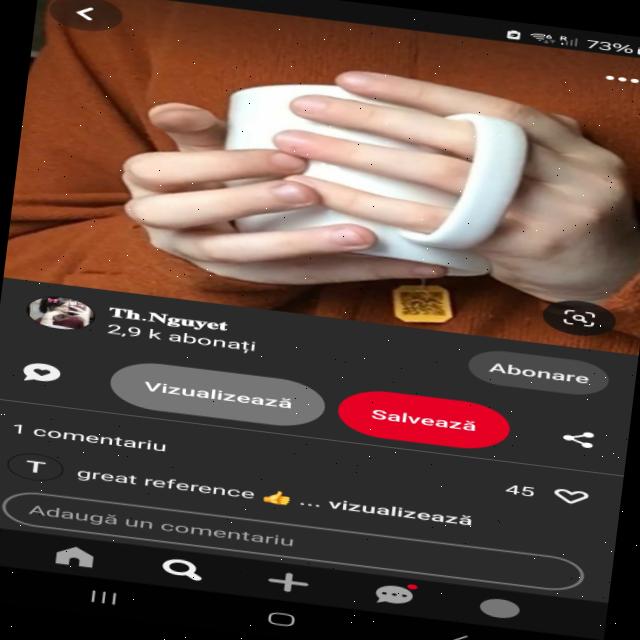 73%
Th.Nguyet
2,9 k abonați
Abonare
Vizualizează
Salvează
1 comentariu
45
T
great reference 👍 ... vizualizează
Adaugă un comentariu